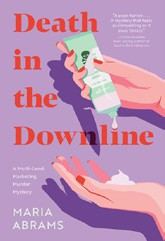 Death
in the
Downline
A Multi-Level
Marketing
Murder
Mystery
MARIA
ABRAMS